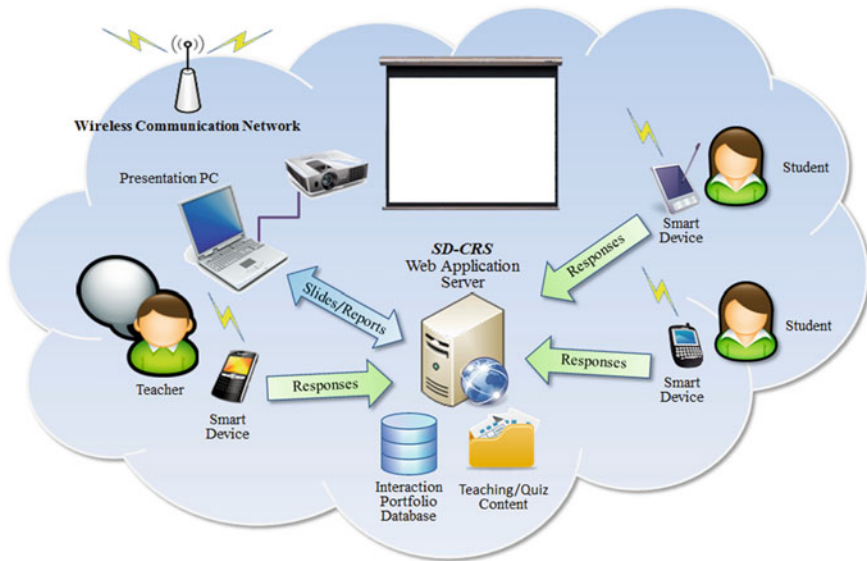 Wireless Communication Network
Presentation PC
Student
Smart
Device
SD-CRS
Web Application
Server
Responses
Slides/Reports
Student
Teacher
Responses
Responses
Smart
Device
Smart
Device
Interaction
Portfolio
Database
Teaching/Quiz
Content